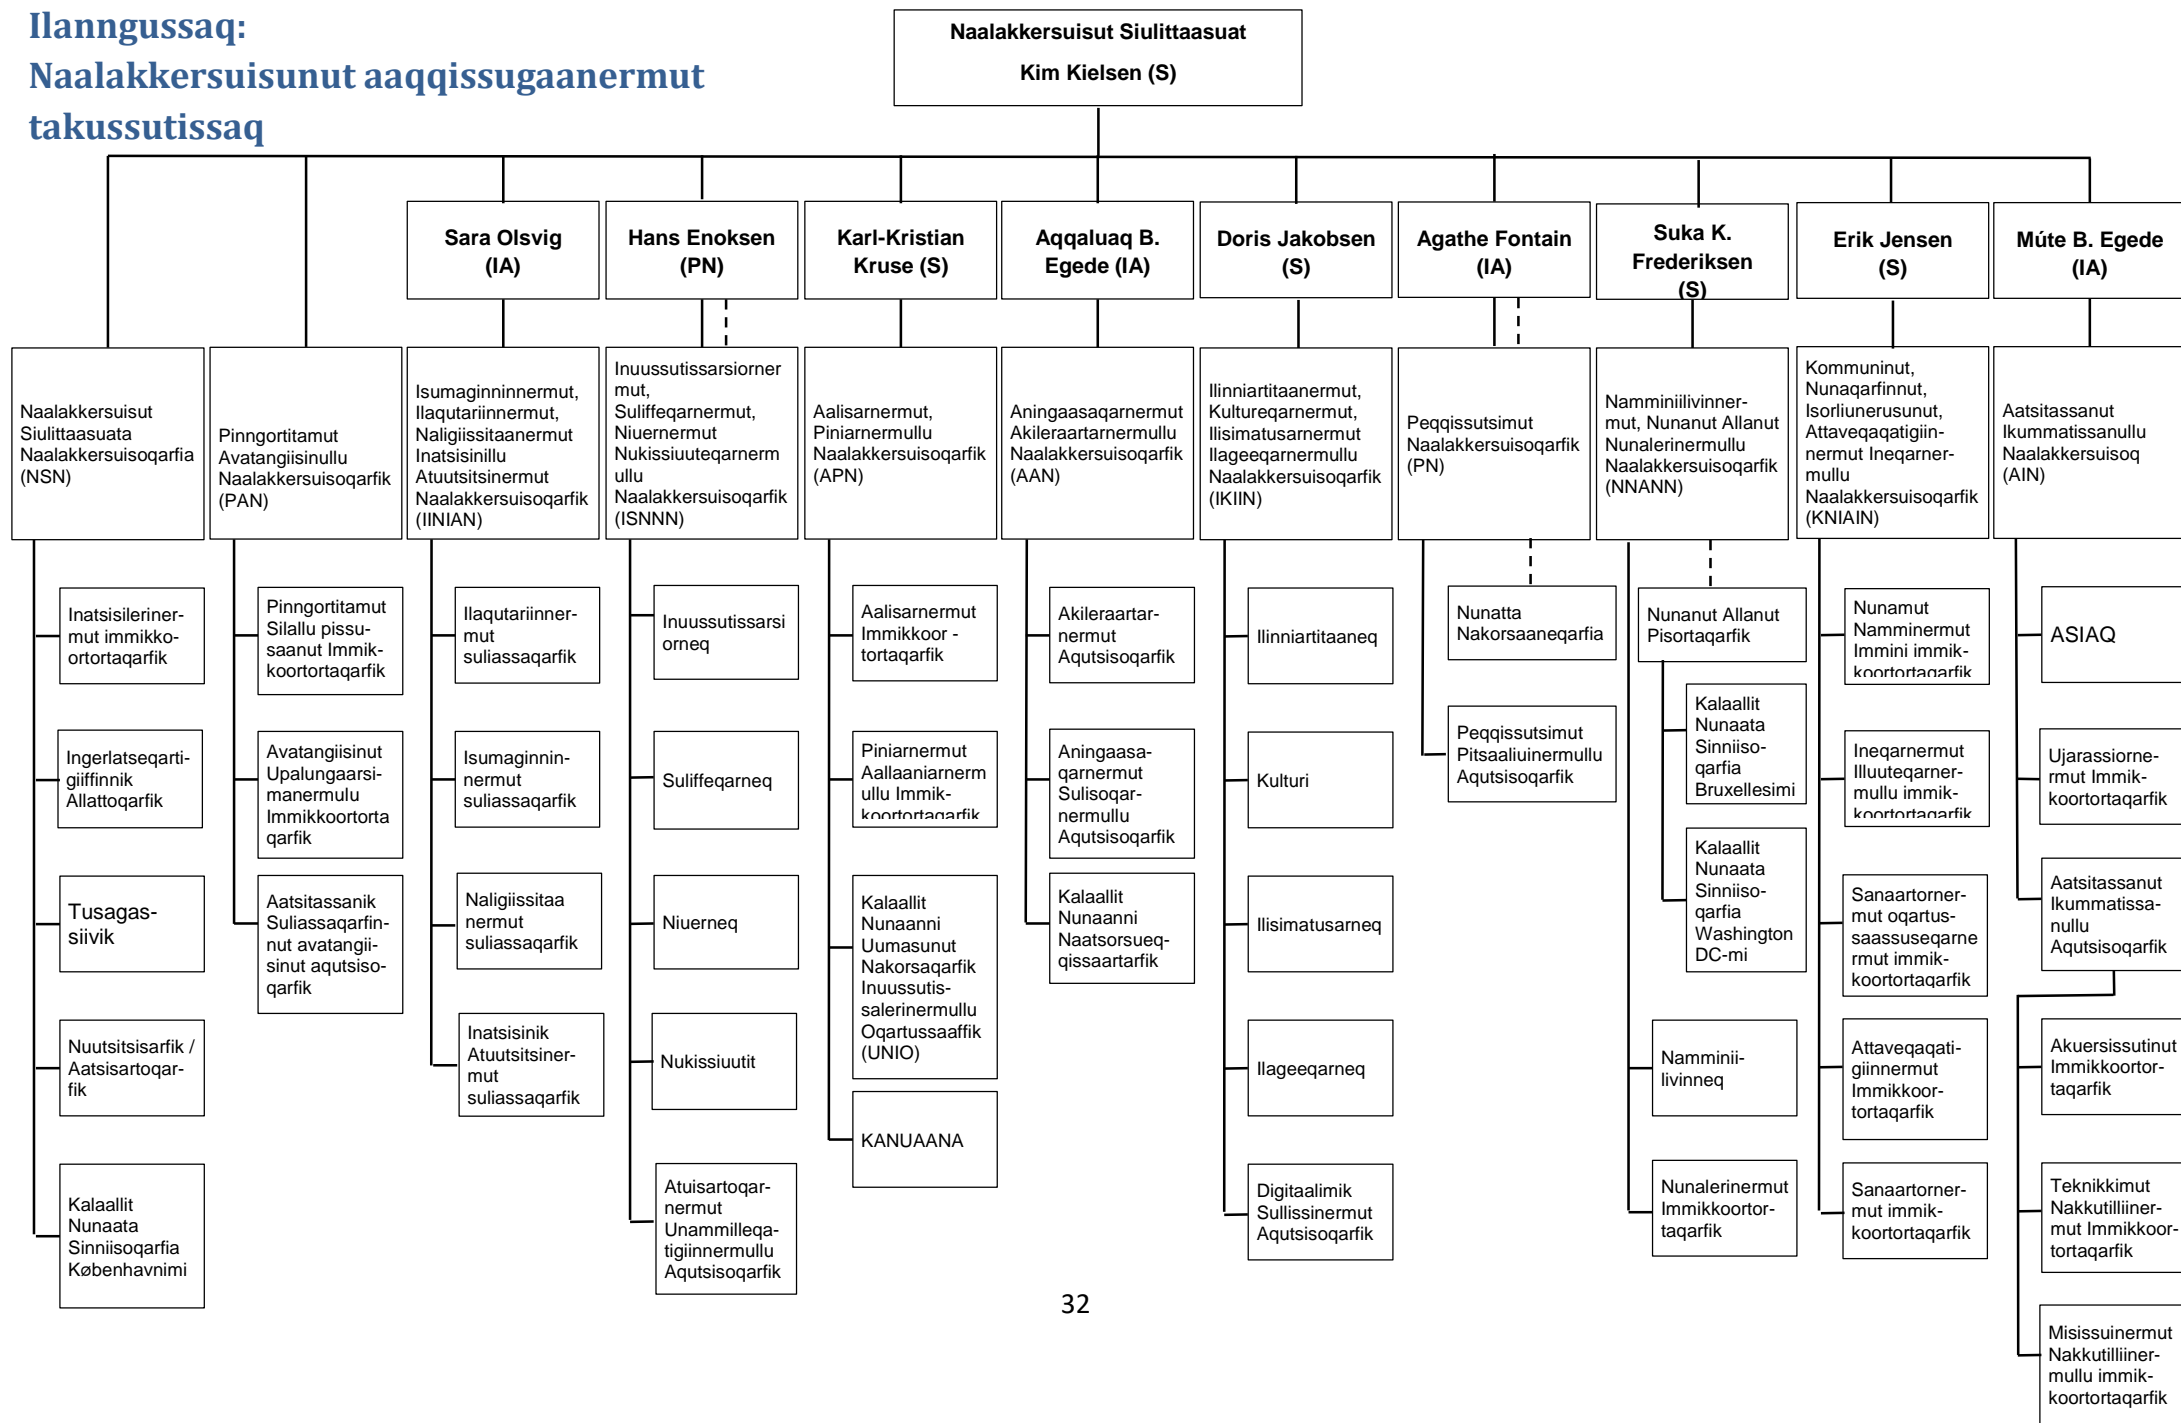 Ilanngussaq:
Naalakkersuisunut aaqqissugaanermut
takussutissaq
Naalakkersuisut Siulittaasuat
Kim Kielsen (S)
Sara Olsvig
(IA)
Hans Enoksen
(PN)
Karl-Kristian
Kruse (S)
Aqqaluaq B.
Egede (IA)
Doris Jakobsen
(S)
Agathe Fontain
(IA)
Suka K.
Frederiksen
(S)
Erik Jensen
(S)
Múte B. Egede
(IA)
Naalakkersuisut
Siulittaasuata
Naalakkersuisoqarfia
(NSN)
Pinngortitamut
Avatangiisinullu
Naalakkersuisoqarfik
(PAN)
Isumaginninnermut,
Ilaqutariinnermut,
Naligiissitaanermut
Inatsisinillu
Atuutsitsinermut
Naalakkersuisoqarfik
(IINIAN)
Inuussutissarsiorner
mut,
Suliffeqarnermut,
Niuernermut
Nukissiuuteqarnerm
ullu
Naalakkersuisoqarfik
(ISNNN)
Aalisarnermut,
Piniarnermullu
Naalakkersuisoqarfik
(APN)
Aningaasaqarnermut
Akileraartarnermullu
Naalakkersuisoqarfik
(AAN)
Ilinniartitaanermut,
Kultureqarnermut,
Ilisimatusarnermut
Ilageeqarnermullu
Naalakkersuisoqarfik
(IKIIN)
Peqqissutsimut
Naalakkersuisoqarfik
(PN)
Namminiilivinner-
mut, Nunanut Allanut
Nunalerinermullu
Naalakkersuisoqarfik
(NNANN)
Kommuninut,
Nunaqarfinnut,
Isorliunerusunut,
Attaveqaqatigiin-
nermut Ineqarner-
mullu
Naalakkersuisoqarfik
(KNIAIN)
Aatsitassanut
Ikummatissanullu
Naalakkersuisoq
(AIN)
Inatsisileriner-
mut immikko-
ortortaqarfik
Ingerlatseqarti-
giiffinnik
Allattoqarfik
Tusagas-
siivik
Nuutsitsisarfik /
Aatsisartoqar-
fik
Kalaallit
Nunaata
Sinniisoqarfia
Københavnimi
Pinngortitamut
Silallu pissu-
saanut Immik-
koortortaqarfik
Avatangiisinut
Upalungaarsi-
manermulu
Immikkoortorta
qarfik
Aatsitassanik
Suliassaqarfin-
nut avatangii-
sinut aqutsiso-
qarfik
Ilaqutariinner-
mut
suliassaqarfik
Isumaginnin-
nermut
suliassaqarfik
Naligiissitaa
nermut
suliassaqarfik
Inatsisinik
Atuutsitsiner-
mut
suliassaqarfik
Inuussutissarsi
orneq
Suliffeqarneq
Niuerneq
Nukissiuutit
Atuisartoqar-
nermut
Unammilleqa-
tigiinnermullu
Aqutsisoqarfik
Aalisarnermut
Immikkoor -
tortaqarfik
Piniarnermut
Aallaaniarnerm
ullu Immik-
koortortaqarfik
Kalaallit
Nunaanni
Uumasunut
Nakorsaqarfik
Inuussutis-
salerinermullu
Oqartussaaffik
(UNIO)
KANUAANA
Akileraartar-
nermut
Aqutsisoqarfik
Aningaasa-
qarnermut
Sulisoqar-
nermullu
Aqutsisoqarfik
Kalaallit
Nunaanni
Naatsorsueq-
qissaartarfik
Ilinniartitaaneq
Kulturi
Ilisimatusarneq
Ilageeqarneq
Digitaalimik
Sullissinermut
Aqutsisoqarfik
Nunatta
Nakorsaaneqarfia
Peqqissutsimut
Pitsaaliuinermullu
Aqutsisoqarfik
Nunanut Allanut
Pisortaqarfik
Kalaallit
Nunaata
Sinniiso-
qarfia
Bruxellesimi
Kalaallit
Nunaata
Sinniiso-
qarfia
Washington
DC-mi
Namminii-
livinneq
Nunalerinermut
Immikkoortor-
taqarfik
Nunamut
Namminermut
Immini immik-
koortortaqarfik
Ineqarnermut
Illuuteqarner-
mullu immik-
koortortaqarfik
Sanaartorner-
mut oqartus-
saassuseqarne
rmut immik-
koortortaqarfik
Attaveqaqati-
giinnermut
Immikkoor-
tortaqarfik
Sanaartorner-
mut immik-
koortortaqarfik
ASIAQ
Ujarassiorne-
ermut Immik-
koortortaqarfik
Aatsitassanut
Ikummatissa-
nullu
Aqutsisoqarfik
Akuersissutinut
Immikkoortor-
taqarfik
Teknikkimut
Nakkutilliiner-
mut Immikkoor-
tortaqarfik
Misissuinermut
Nakkutilliiner-
mullu immik-
koortortaqarfik
32